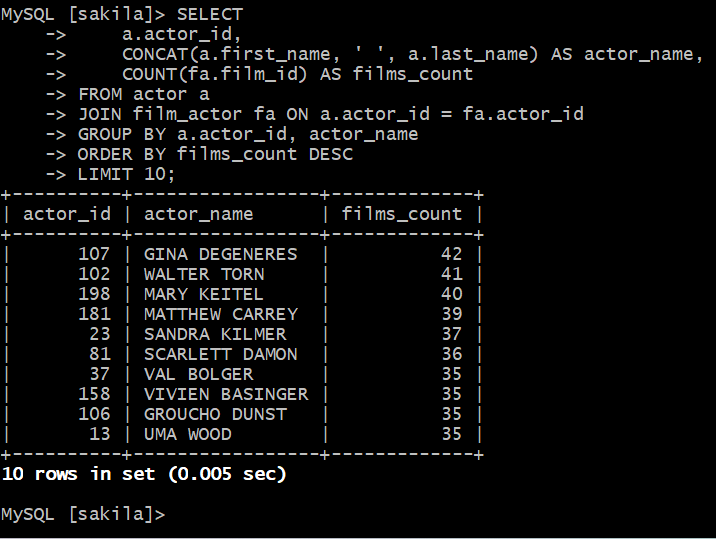 MySQL [sakila]> SELECT
    ->     a.actor_id,
    ->     CONCAT(a.first_name, ' ', a.last_name) AS actor_name,
    ->     COUNT(fa.film_id) AS films_count
    -> FROM actor a
    -> JOIN film_actor fa ON a.actor_id = fa.actor_id
    -> GROUP BY a.actor_id, actor_name
    -> ORDER BY films_count DESC
    -> LIMIT 10;
+----------+-----------------+-------------+
| actor_id | actor_name      | films_count |
+----------+-----------------+-------------+
|      107 | GINA DEGENERES  |          42 |
|      102 | WALTER TORN     |          41 |
|      198 | MARY KEITEL     |          40 |
|      181 | MATTHEW CARREY  |          39 |
|       23 | SANDRA KILMER   |          37 |
|       81 | SCARLETT DAMON  |          36 |
|       37 | VAL BOLGER      |          35 |
|      158 | VIVIEN BASINGER |          35 |
|      106 | GROUCHO DUNST   |          35 |
|       13 | UMA WOOD        |          35 |
+----------+-----------------+-------------+
10 rows in set (0.005 sec)

MySQL [sakila]>